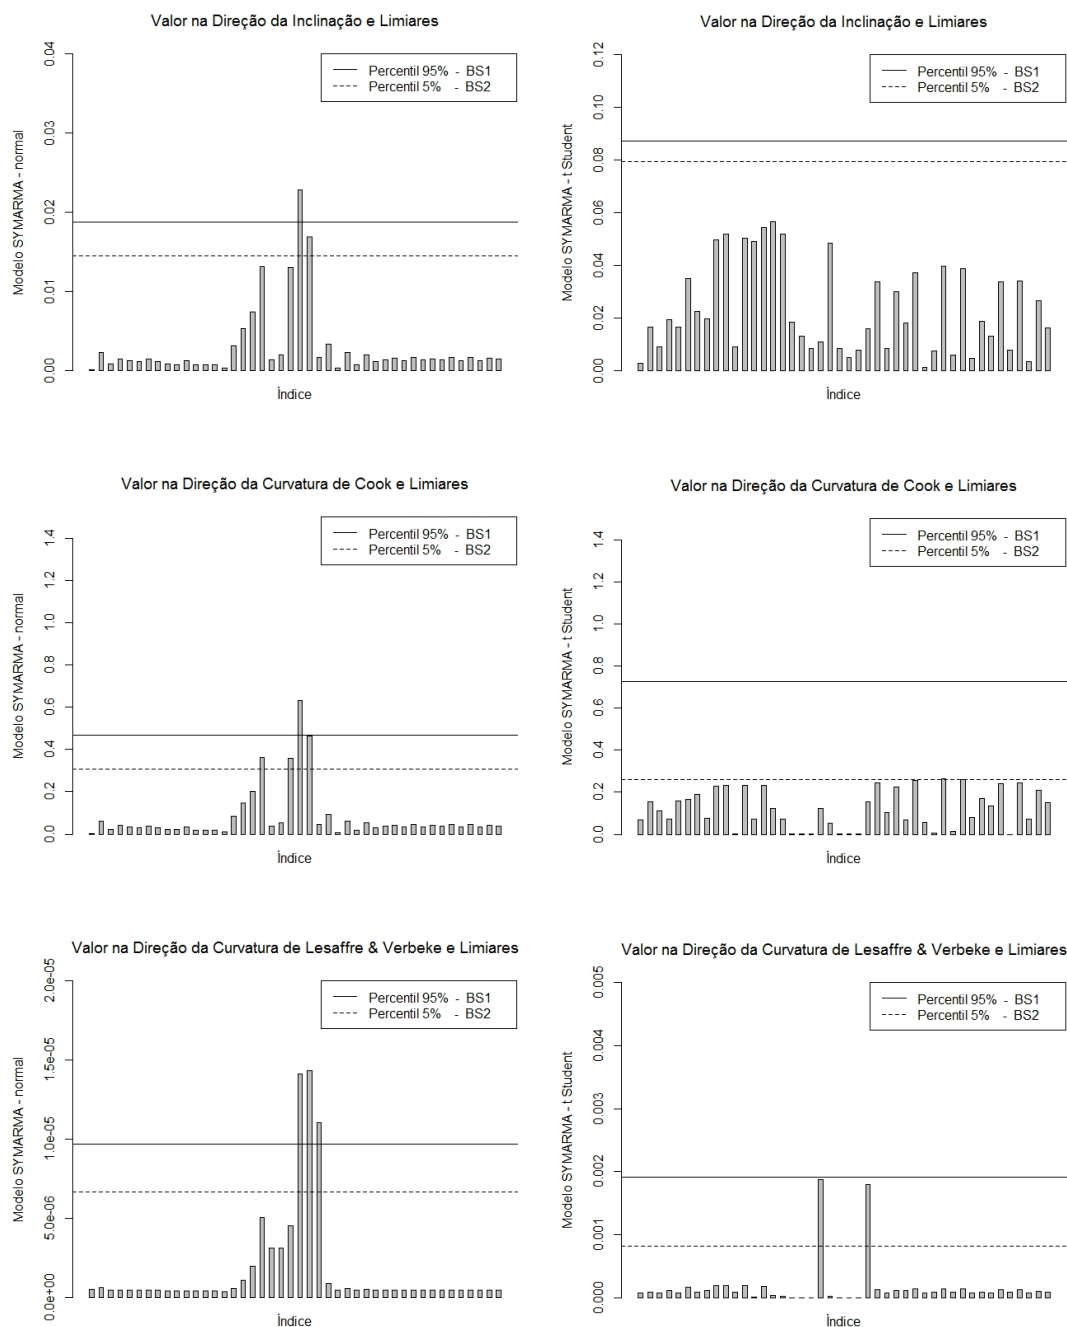 Valor na Direção da Inclinação e Limiares
Modelo SYMARMA - normal
0.04
0.03
0.02
0.01
0.00
Percentil 95% - BS1
Percentil 5% - BS2
Índice
Valor na Direção da Inclinação e Limiares
Modelo SYMARMA - t Student
0.12
0.10
0.08
0.06
0.04
0.02
0.00
Percentil 95% - BS1
Percentil 5% - BS2
Índice
Valor na Direção da Curvatura de Cook e Limiares
Modelo SYMARMA - normal
1.4
1.2
1.0
0.8
0.6
0.4
0.2
0.0
Percentil 95% - BS1
Percentil 5% - BS2
Índice
Valor na Direção da Curvatura de Cook e Limiares
Modelo SYMARMA - t Student
1.4
1.2
1.0
0.8
0.6
0.4
0.2
0.0
Percentil 95% - BS1
Percentil 5% - BS2
Índice
Valor na Direção da Curvatura de Lesaffre & Verbeke e Limiares
Modelo SYMARMA - normal
2.0e-05
1.5e-05
1.0e-05
5.0e-06
0.0e+00
Percentil 95% - BS1
Percentil 5% - BS2
Índice
Valor na Direção da Curvatura de Lesaffre & Verbeke e Limiares
Modelo SYMARMA - t Student
0.005
0.004
0.003
0.002
0.001
0.000
Percentil 95% - BS1
Percentil 5% - BS2
Índice